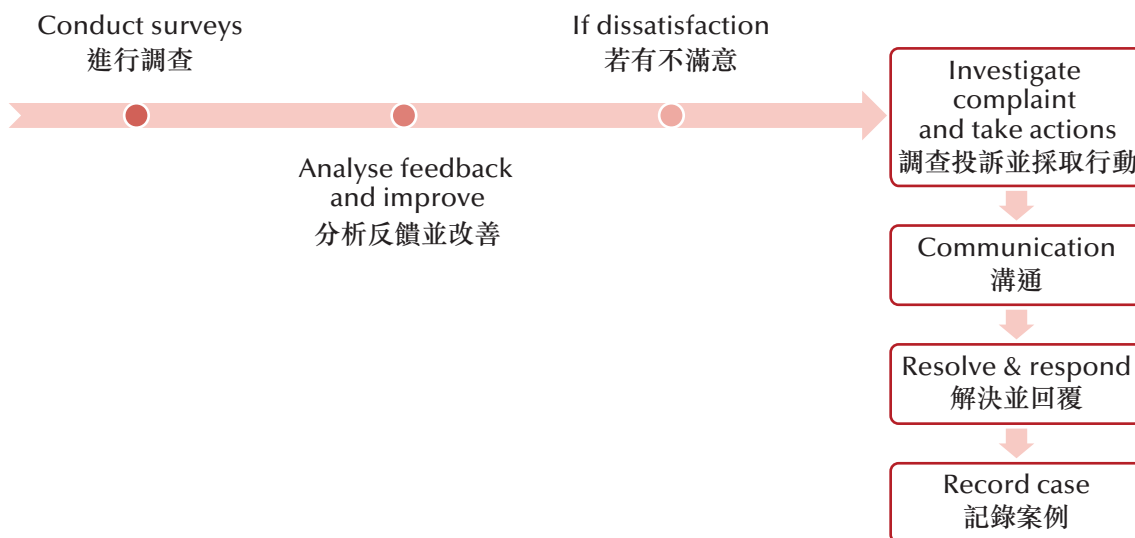 Conduct surveys
進行調查
Analyse feedback
and improve
分析反饋並改善
If dissatisfaction
若有不滿意
Investigate
complaint
and take actions
調查投訴並採取行動
Communication
溝通
Resolve & respond
解決並回覆
Record case
記錄案例